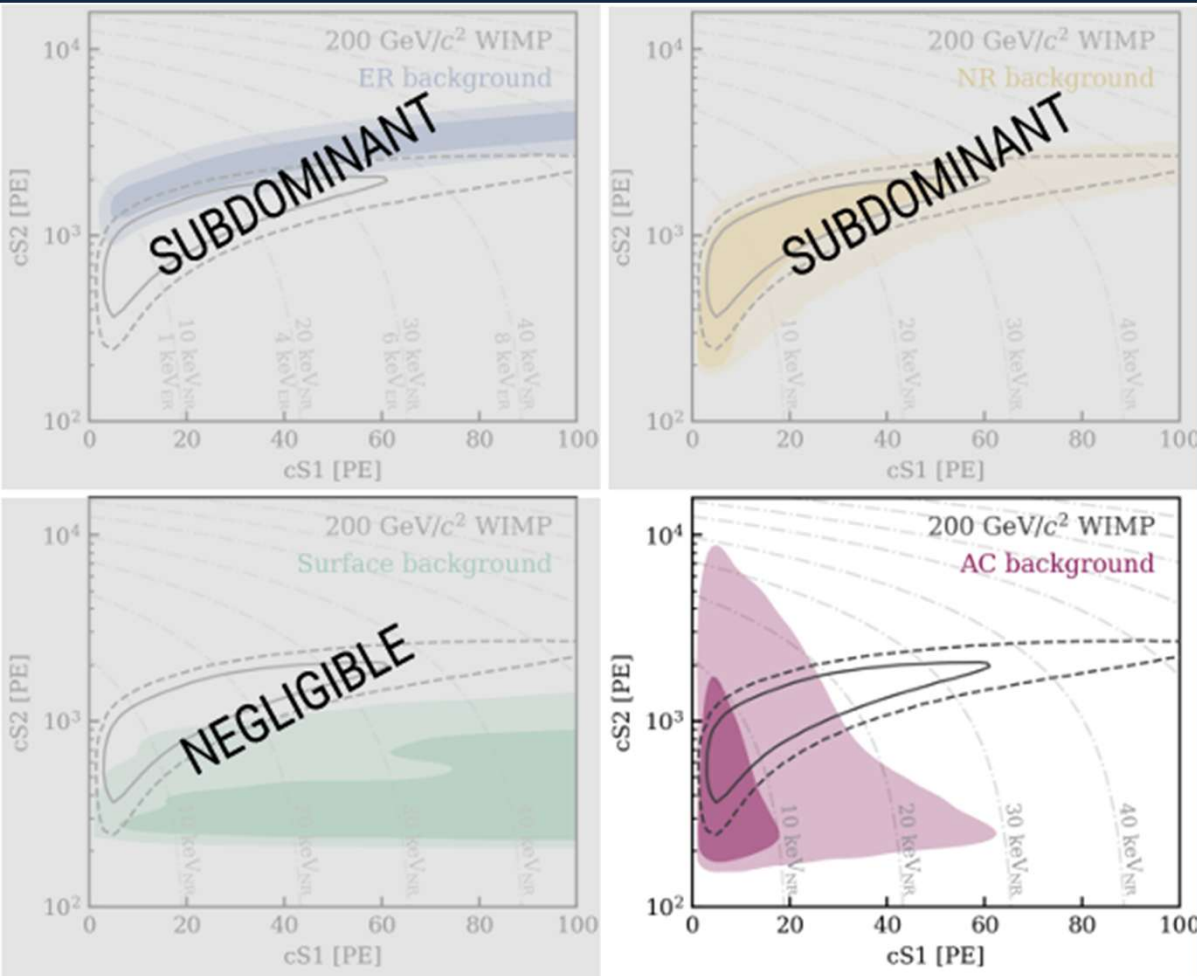 10⁴
200 GeV/c² WIMP
ER background
SUBDOMINANT
cS2 [PE]
10³
10 keV_NR
1 keV_ER
20 keV_NR
4 keV_ER
30 keV_NR
6 keV_ER
40 keV_NR
8 keV_ER
10²
0 20 40 60 80 100
cS1 [PE]
10⁴
200 GeV/c² WIMP
NR background
SUBDOMINANT
cS2 [PE]
10³
10 keV_NR
20 keV_NR
30 keV_NR
40 keV_NR
10²
0 20 40 60 80 100
cS1 [PE]
10⁴
200 GeV/c² WIMP
Surface background
NEGLIGIBLE
cS2 [PE]
10³
10²
0 20 40 60 80 100
cS1 [PE]
10⁴
200 GeV/c² WIMP
AC background
cS2 [PE]
10³
10 keV_NR
20 keV_NR
30 keV_NR
40 keV_NR
10²
0 20 40 60 80 100
cS1 [PE]